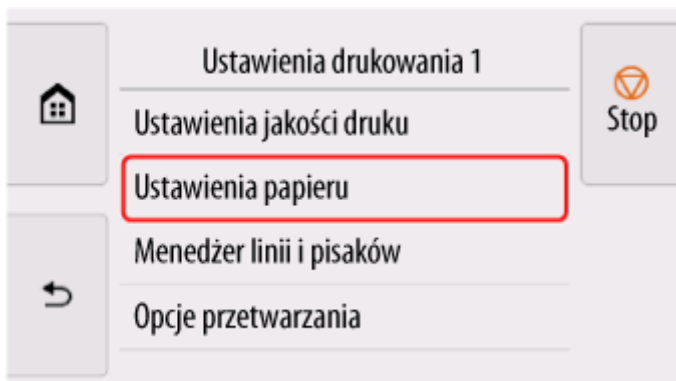 Ustawienia drukowania 1
Stop
Ustawienia jakości druku
Ustawienia papieru
Menedżer linii i pisaków
Opcje przetwarzania